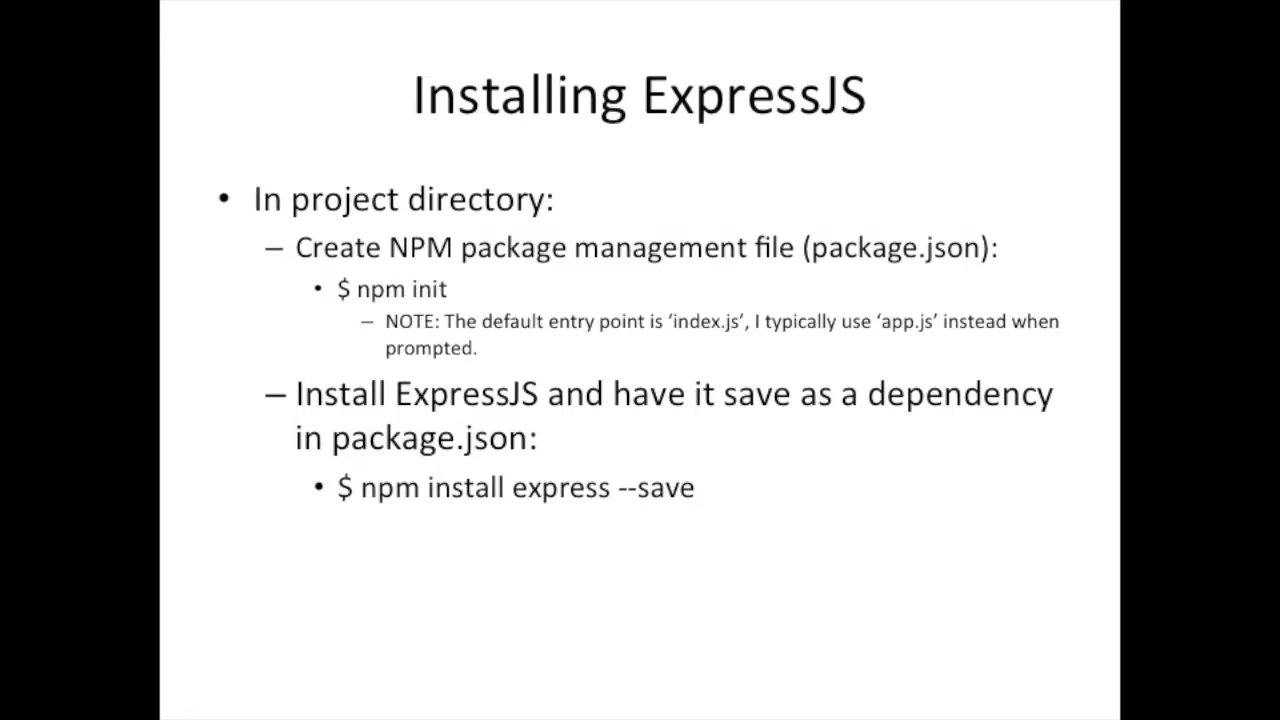 Installing ExpressJS
• In project directory:
– Create NPM package management file (package.json):
• $ npm init
– NOTE: The default entry point is ‘index.js’, I typically use ‘app.js’ instead when
prompted.
– Install ExpressJS and have it save as a dependency
in package.json:
• $ npm install express --save